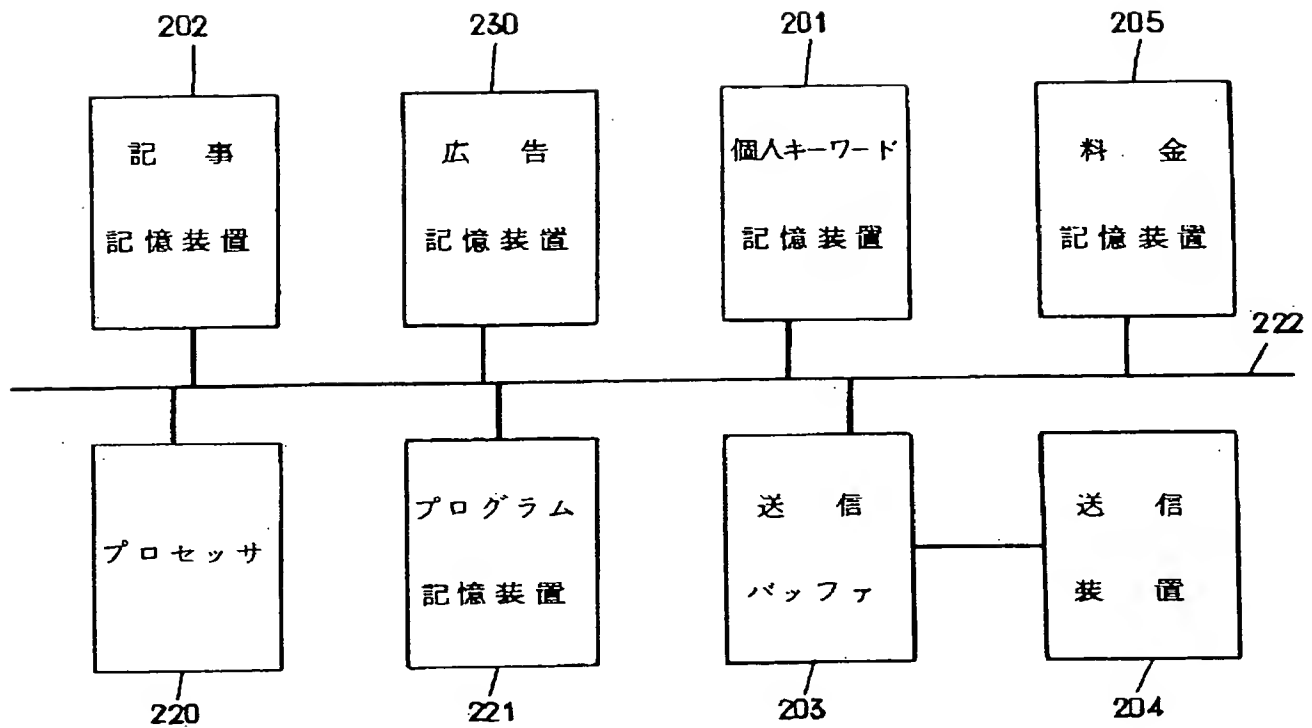 202
230
201
205
記事
記憶装置
広告
記憶装置
個人キーワード
記憶装置
料金
記憶装置
222
プロセッサ
プログラム
記憶装置
送信
バッファ
送信
装置
220
221
203
204